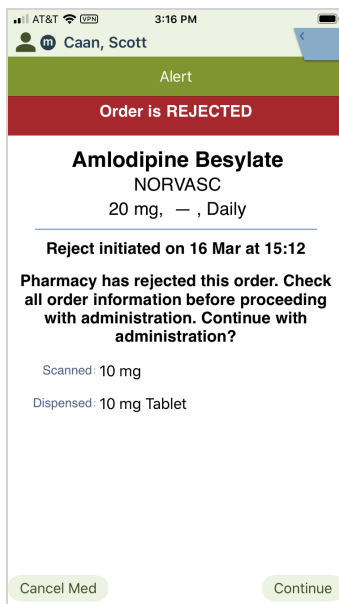 AT&T VPN 3:16 PM
m Caan, Scott
Alert
Order is REJECTED
Amlodipine Besylate
NORVASC
20 mg, — , Daily
Reject initiated on 16 Mar at 15:12
Pharmacy has rejected this order. Check
all order information before proceeding
with administration. Continue with
administration?
Scanned: 10 mg
Dispensed: 10 mg Tablet
Cancel Med Continue